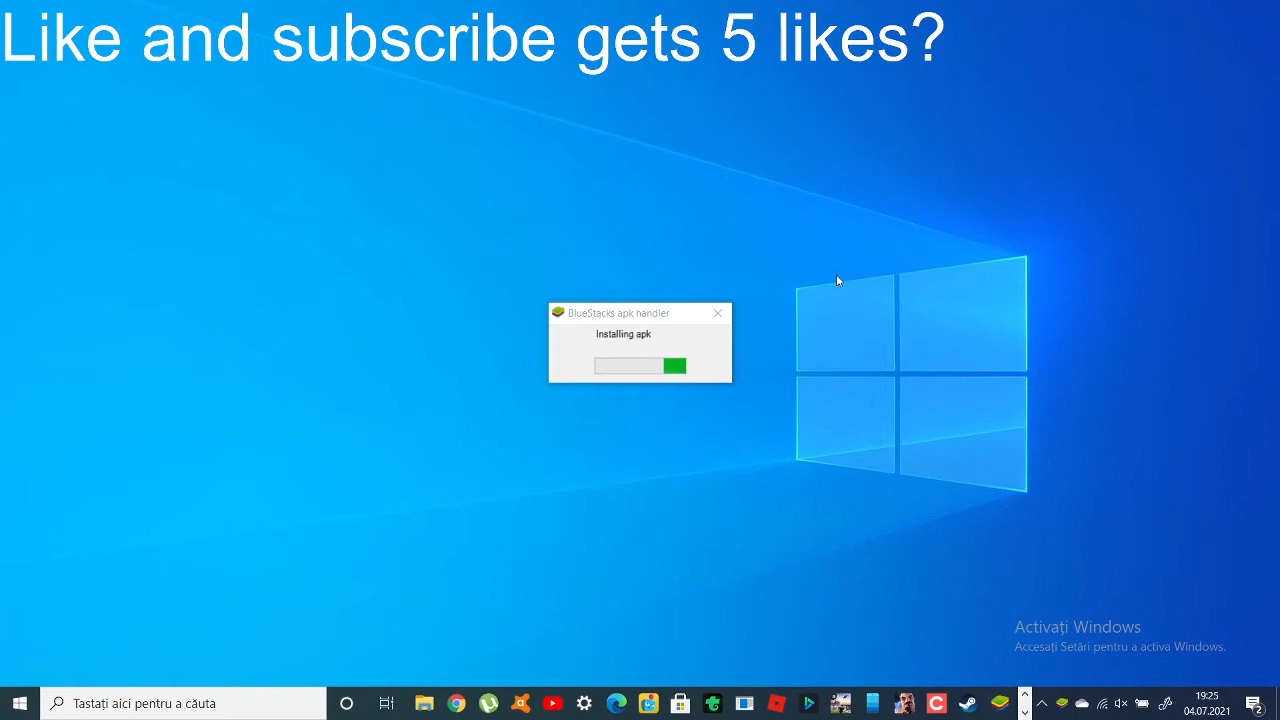 Like and subscribe gets 5 likes?
BlueStacks apk handler
Installing apk
Activați Windows
Accesați Setări pentru a activa Windows.
Tastați aici pentru a căuta
19:25
04.07.2021
2